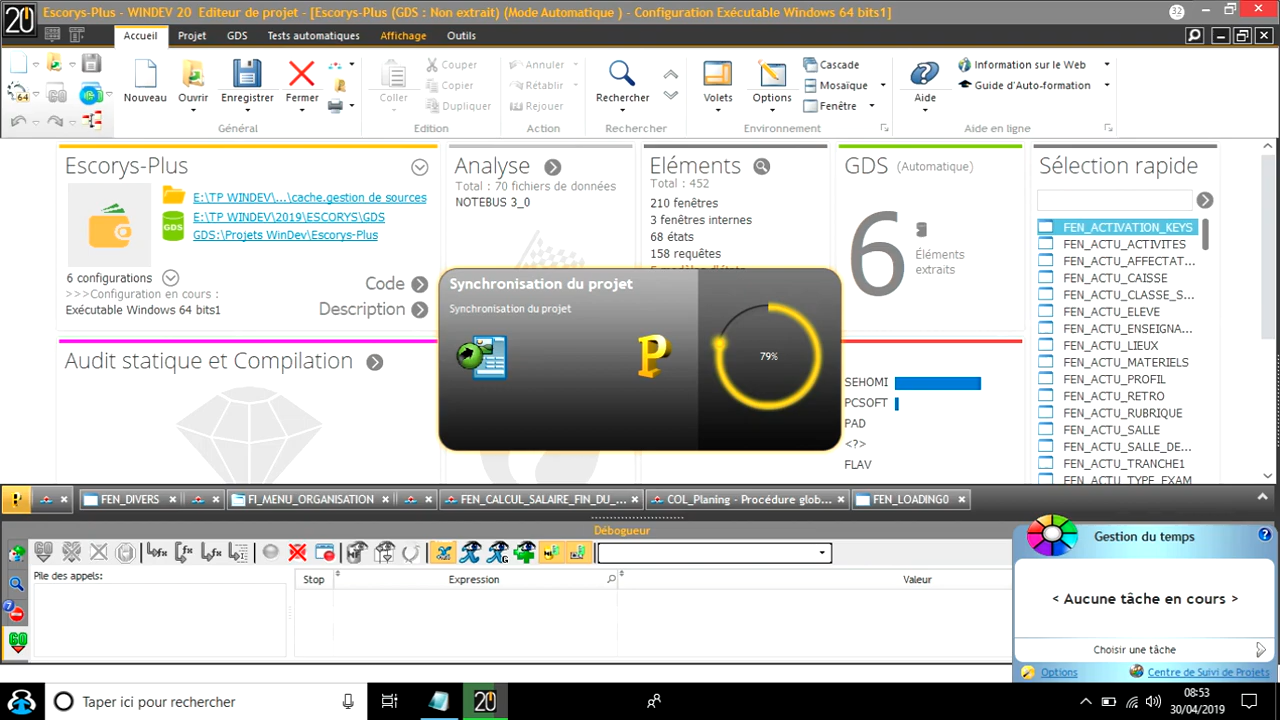 20 Escorys-Plus - WINDEV 20 Editeur de projet - [Escorys-Plus (GDS : Non extrait) (Mode Automatique ) - Configuration Exécutable Windows 64 bits1] 32
Accueil Projet GDS Tests automatiques Affichage Outils
Nouveau Ouvrir Enregistrer Fermer
Général
Coller Couper Copier Dupliquer
Edition
Annuler Rétablir Rejouer
Action
Rechercher
Rechercher
Volets Options Cascade Mosaïque Fenêtre
Environnement
Aide Information sur le Web Guide d'Auto-formation
Aide en ligne
64
Escorys-Plus
E:\TP WINDEV\...\cache.gestion de sources
E:\TP WINDEV\2019\ESCORYS\GDS
GDS:\Projets WinDev\Escorys-Plus
GDS
6 configurations
>>>Configuration en cours :
Exécutable Windows 64 bits1
Code
Description
Analyse
Total : 70 fichiers de données
NOTEBUS 3_0
Eléments
Total : 452
210 fenêtres
3 fenêtres internes
68 états
158 requêtes
GDS (Automatique)
6 Éléments
extraits
Sélection rapide
FEN_ACTIVATION_KEYS
FEN_ACTU_ACTIVITES
FEN_ACTU_AFFECTAT...
FEN_ACTU_CAISSE
FEN_ACTU_CLASSE_S...
FEN_ACTU_ELEVE
FEN_ACTU_ENSEIGNA...
FEN_ACTU_LIEUX
FEN_ACTU_MATERIELS
FEN_ACTU_PROFIL
FEN_ACTU_RETRO
FEN_ACTU_RUBRIQUE
FEN_ACTU_SALLE
FEN_ACTU_SALLE_DE...
FEN_ACTU_TRANCHE1
FEN_ACTU_TYPE_EXAM
Synchronisation du projet
Synchronisation du projet
P
79%
Audit statique et Compilation
SEHOMI
PCSOFT
PAD
<?>
FLAV
FEN_DIVERS FI_MENU_ORGANISATION FEN_CALCUL_SALAIRE_FIN_DU_... COL_Planing - Procédure glob... FEN_LOADING0
Débogueur
Pile des appels:
Stop Expression Valeur
7
GO
Gestion du temps
< Aucune tâche en cours >
Choisir une tâche
Options Centre de Suivi de Projets
Taper ici pour rechercher
20
08:53
30/04/2019